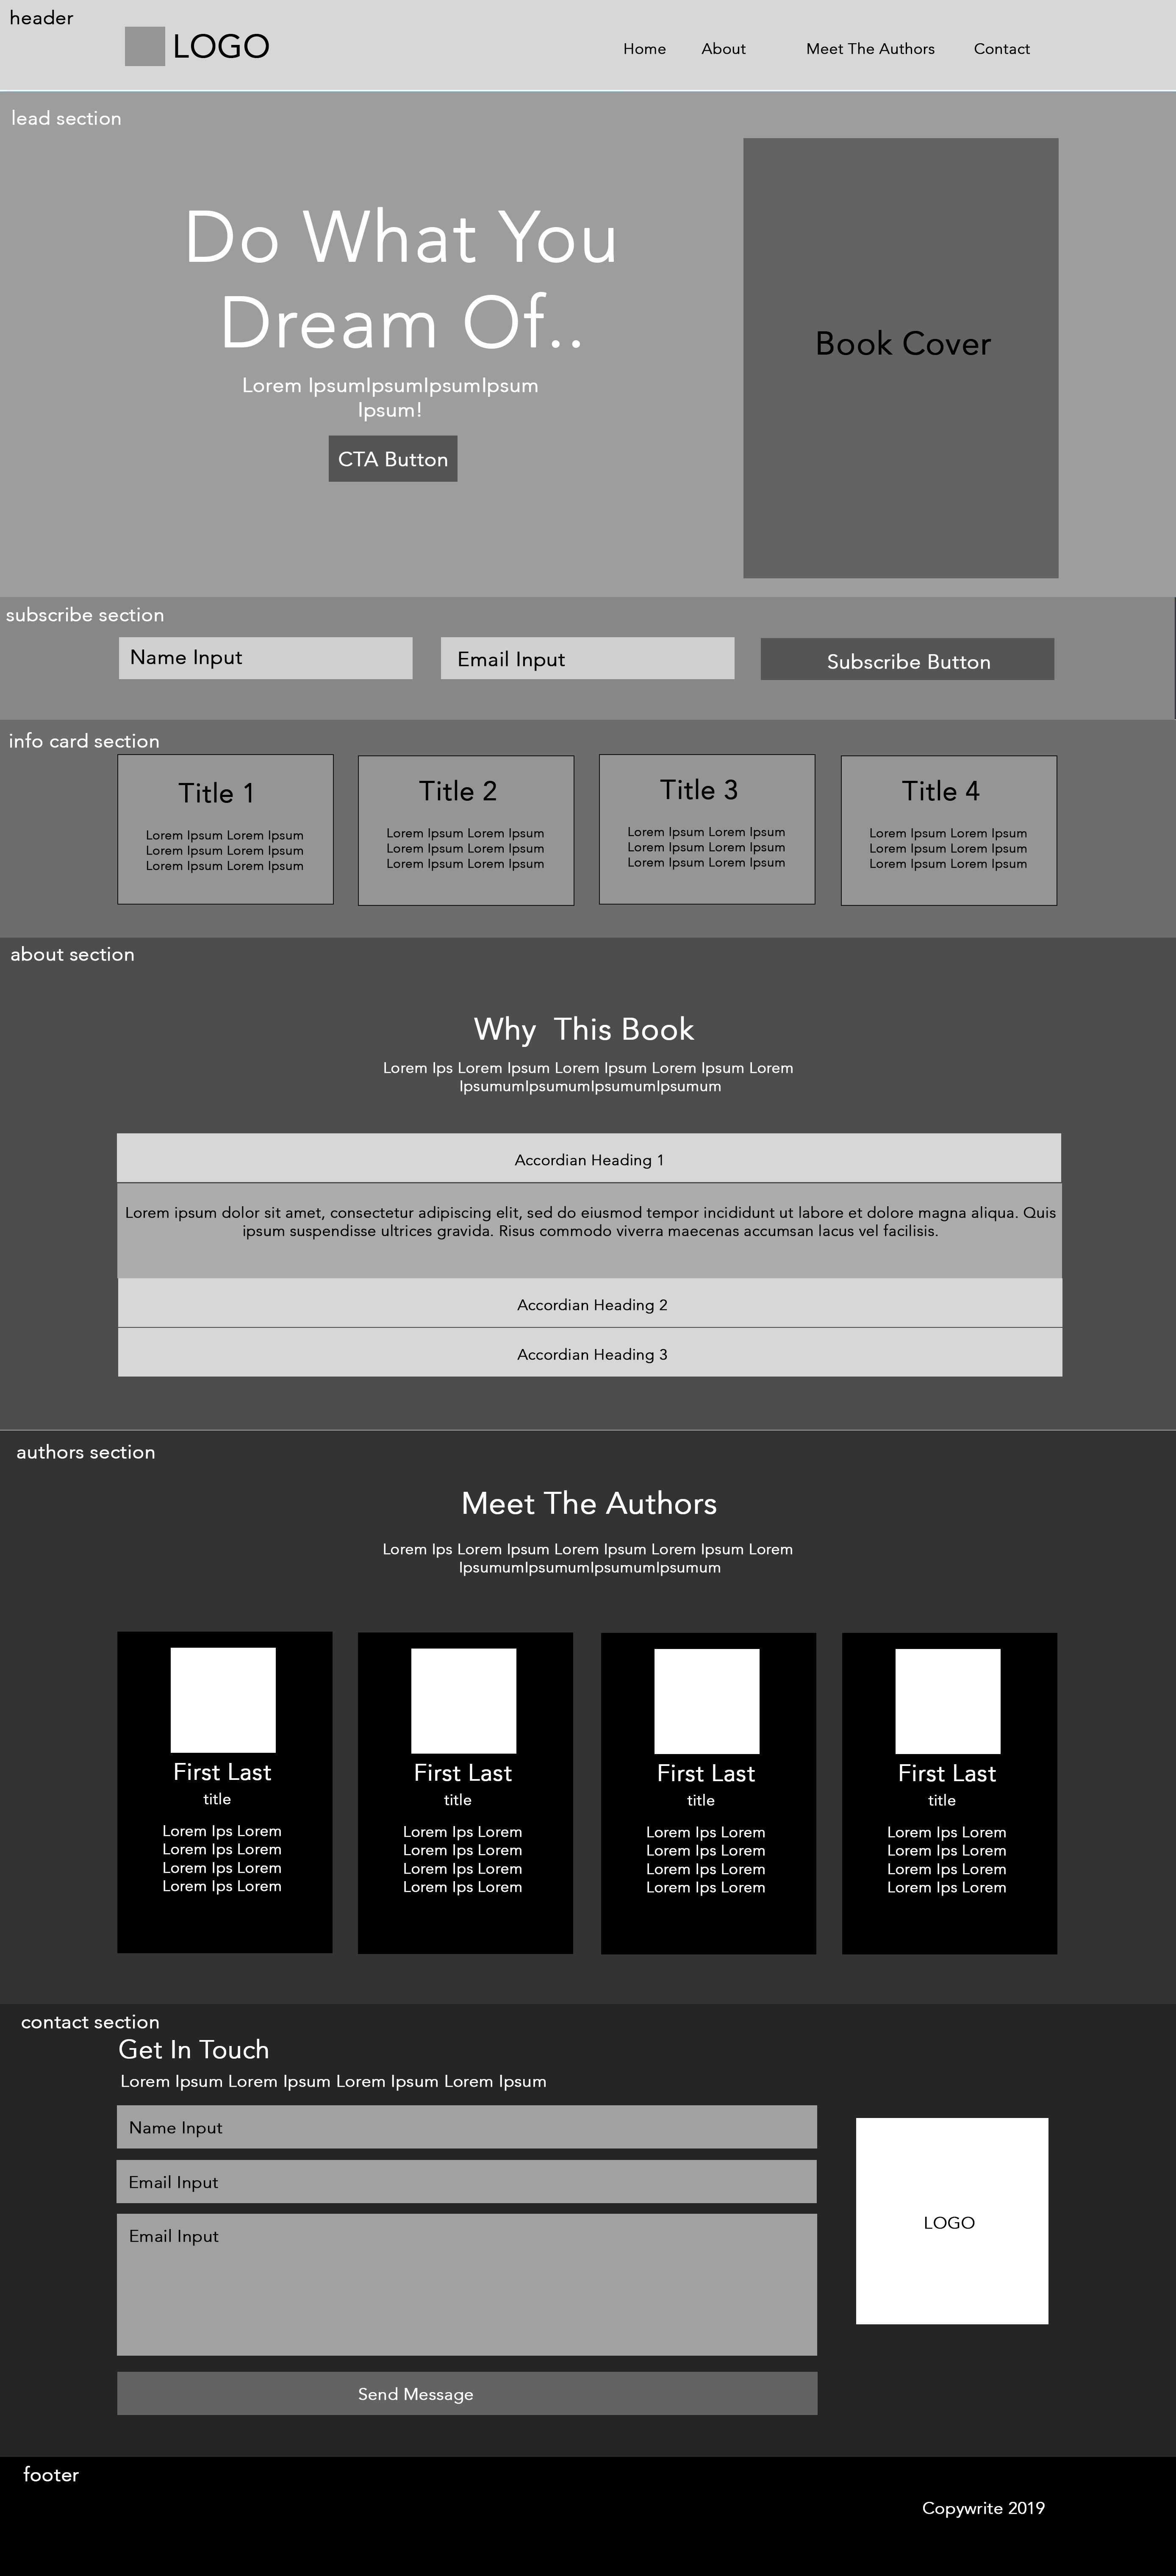 header
LOGO
Home About Meet The Authors Contact
lead section
Do What You
Dream Of..
Lorem IpsumIpsumIpsumIpsum
Ipsum!
CTA Button
Book Cover
subscribe section
Name Input
Email Input
Subscribe Button
info card section
Title 1
Lorem Ipsum Lorem Ipsum
Lorem Ipsum Lorem Ipsum
Lorem Ipsum Lorem Ipsum
Title 2
Lorem Ipsum Lorem Ipsum
Lorem Ipsum Lorem Ipsum
Lorem Ipsum Lorem Ipsum
Title 3
Lorem Ipsum Lorem Ipsum
Lorem Ipsum Lorem Ipsum
Lorem Ipsum Lorem Ipsum
Title 4
Lorem Ipsum Lorem Ipsum
Lorem Ipsum Lorem Ipsum
Lorem Ipsum Lorem Ipsum
about section
Why This Book
Lorem Ips Lorem Ipsum Lorem Ipsum Lorem Ipsum Lorem
IpsumumIpsumumIpsumumIpsumum
Accordian Heading 1
Lorem ipsum dolor sit amet, consectetur adipiscing elit, sed do eiusmod tempor incididunt ut labore et dolore magna aliqua. Quis
ipsum suspendisse ultrices gravida. Risus commodo viverra maecenas accumsan lacus vel facilisis.
Accordian Heading 2
Accordian Heading 3
authors section
Meet The Authors
Lorem Ips Lorem Ipsum Lorem Ipsum Lorem Ipsum Lorem
IpsumumIpsumumIpsumumIpsumum
First Last
title
Lorem Ips Lorem
Lorem Ips Lorem
Lorem Ips Lorem
Lorem Ips Lorem
First Last
title
Lorem Ips Lorem
Lorem Ips Lorem
Lorem Ips Lorem
Lorem Ips Lorem
First Last
title
Lorem Ips Lorem
Lorem Ips Lorem
Lorem Ips Lorem
Lorem Ips Lorem
First Last
title
Lorem Ips Lorem
Lorem Ips Lorem
Lorem Ips Lorem
Lorem Ips Lorem
contact section
Get In Touch
Lorem Ipsum Lorem Ipsum Lorem Ipsum Lorem Ipsum
Name Input
Email Input
Email Input
Send Message
LOGO
footer
Copywrite 2019